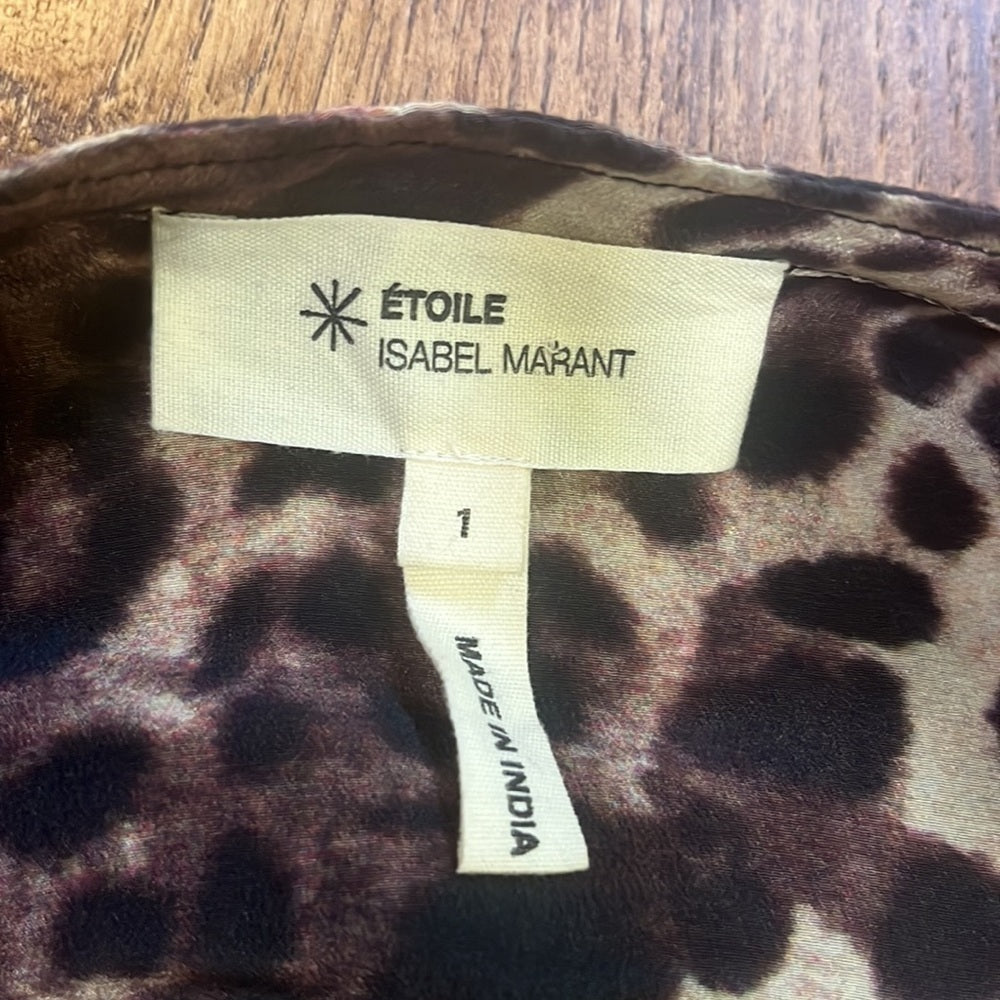 ÉTOILE
ISABEL MARANT
1
MADE IN INDIA